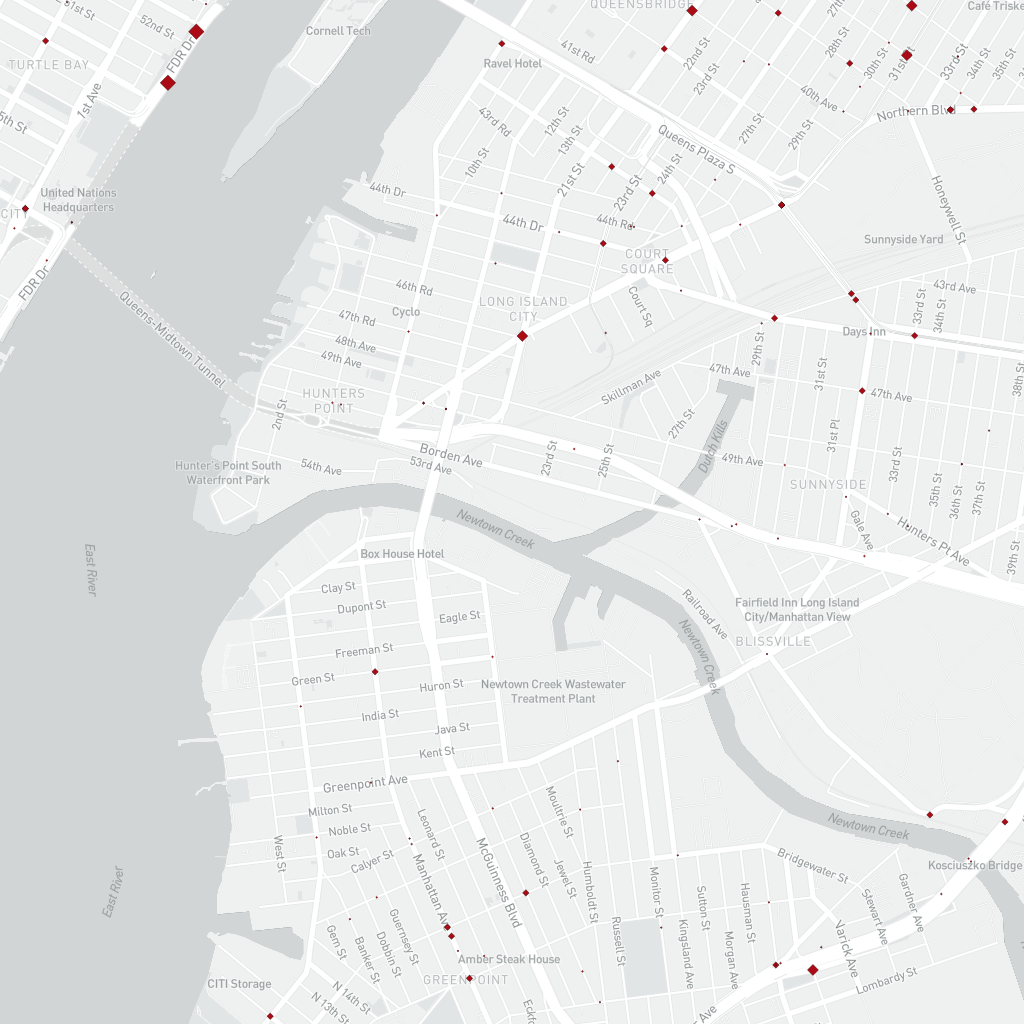 QUEENSBRIDGE
Café Triske
51st St
52nd St
Cornell Tech
TURTLE BAY
FDR Dr
1st Ave
5th St
Ravel Hotel
41st Rd
22nd St
23rd St
27th St
28th St
30th St
31st St
33rd St
34th St
35th St
40th Ave
Northern Blvd
43rd Rd
12th St
13th St
10th St
21st St
23rd St
24th St
Queens Plaza S
27th St
29th St
United Nations
Headquarters
CITY
44th Dr
44th Dr
44th Rd
Honeywell St
Sunnyside Yard
COURT
SQUARE
FDR Dr
Queens-Midtown Tunnel
46th Rd
Cyclo
LONG ISLAND
CITY
Court Sq
43rd Ave
33rd St
34th St
47th Rd
48th Ave
49th Ave
Days Inn
29th St
31st St
38th St
47th Ave
47th Ave
Skillman Ave
HUNTERS
POINT
2nd St
27th St
Dutch Kills
31st Pl
Borden Ave
53rd Ave
54th Ave
23rd St
25th St
49th Ave
33rd St
Hunter's Point South
Waterfront Park
SUNNYSIDE
35th St
36th St
37th St
39th St
Gale Ave
Hunters Pt Ave
Newtown Creek
East River
Box House Hotel
Clay St
Dupont St
Eagle St
Railroad Ave
Fairfield Inn Long Island
City/Manhattan View
BLISSVILLE
Newtown Creek
Freeman St
Green St
Huron St
Newtown Creek Wastewater
Treatment Plant
India St
Java St
Kent St
Greenpoint Ave
Milton St
Noble St
Oak St
Calyer St
West St
Leonard St
Manhattan Ave
McGuinness Blvd
Moultrie St
Diamond St
Jewel St
Humboldt St
Newtown Creek
Kosciuszko Bridge
Bridgewater St
Monitor St
Sutton St
Hausman St
Stewart Ave
Gardner Ave
Varick Ave
Russell St
Kingsland Ave
Morgan Ave
East River
Gem St
Banker St
Dobbin St
Guernsey St
Amber Steak House
GREENPOINT
CITI Storage
N 14th St
N 13th St
Lombardy St